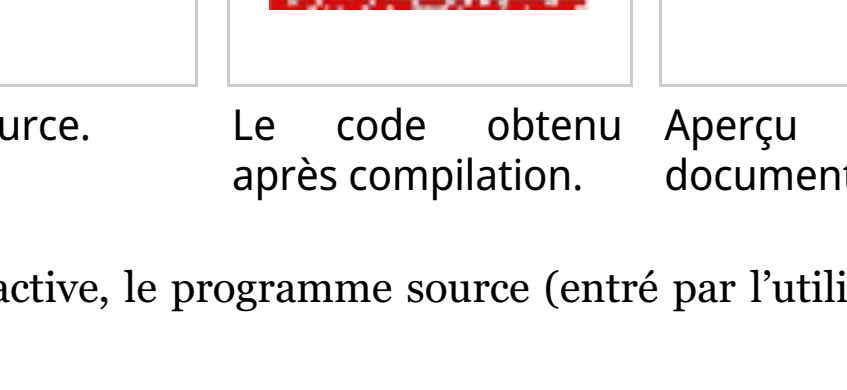 urce.
Le code obtenu
après compilation.
Aperçu
document
active, le programme source (entré par l’utili